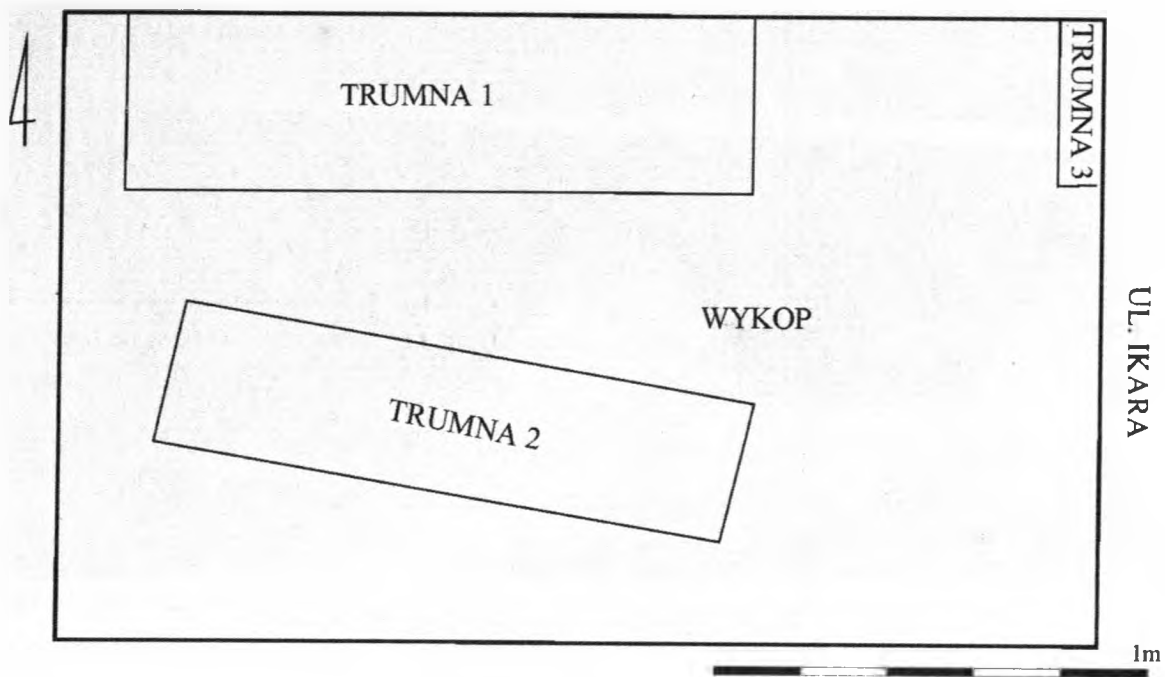 TRUMNA 1
TRUMNA 3
WYKOP
TRUMNA 2
UL. IKARA
1m